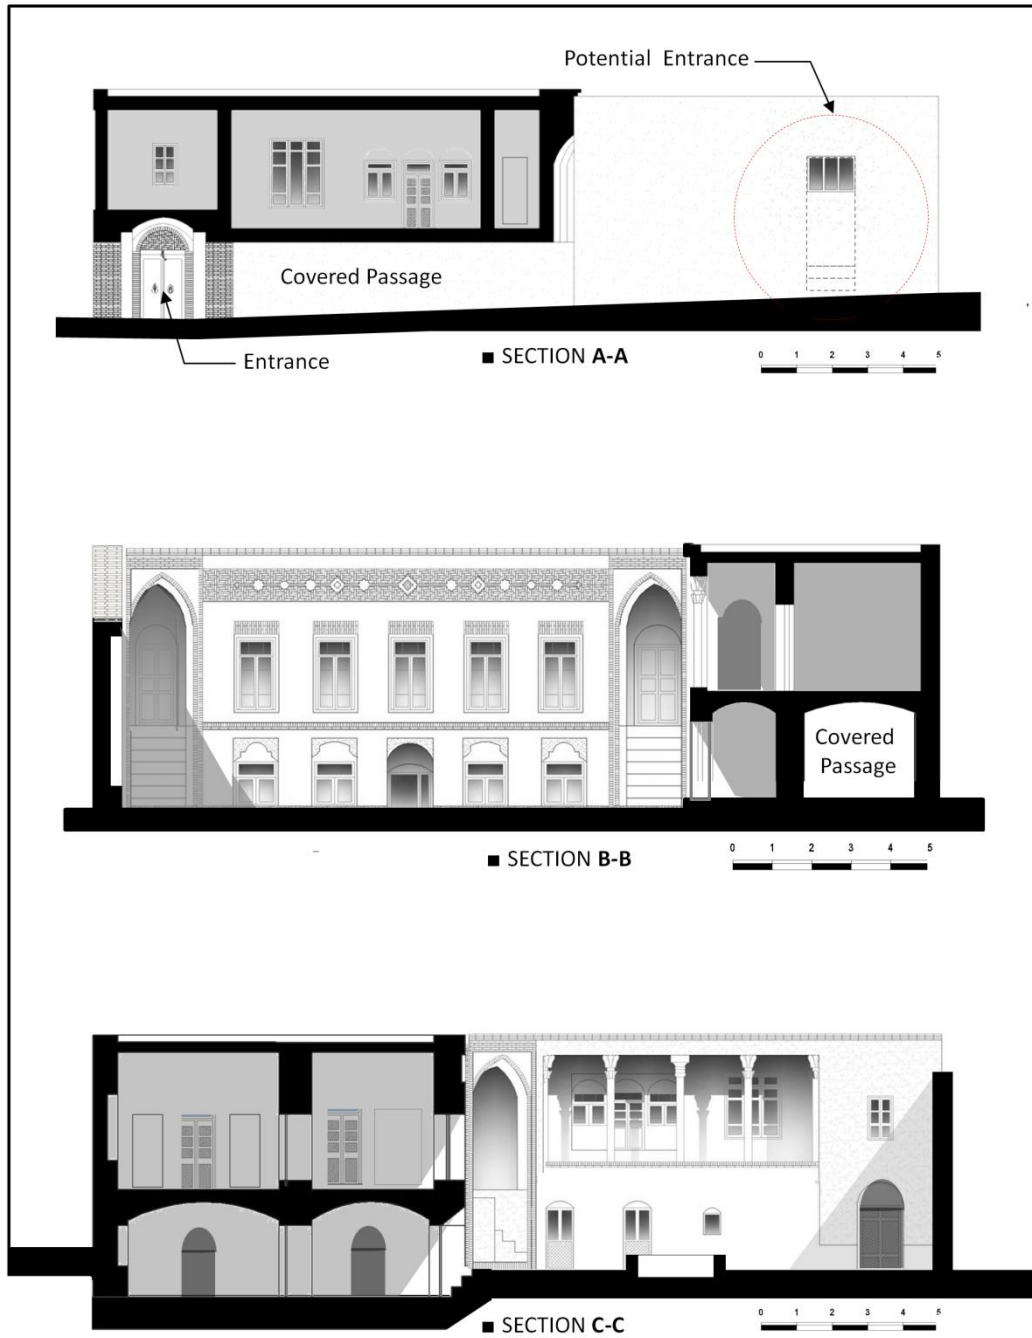 Potential Entrance
Covered Passage
Entrance
■ SECTION A-A
0 1 2 3 4 5
Covered
Passage
■ SECTION B-B
0 1 2 3 4 5
■ SECTION C-C
0 1 2 3 4 5